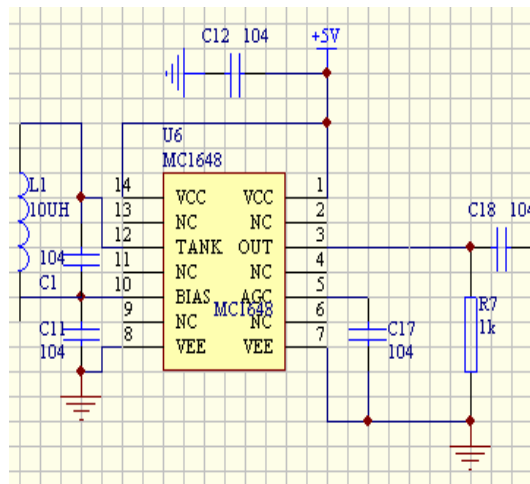 C12 104
+5V
U6
MC1648
L1
10UH
14 VCC VCC 1
13 NC NC 2
12 TANK OUT 3
11 NC NC 4
10 BIAS AGC 5
9 NC NC 6
8 VEE VEE 7
MC1648
104
C1
C11
104
C17
104
C18 104
R7
1k